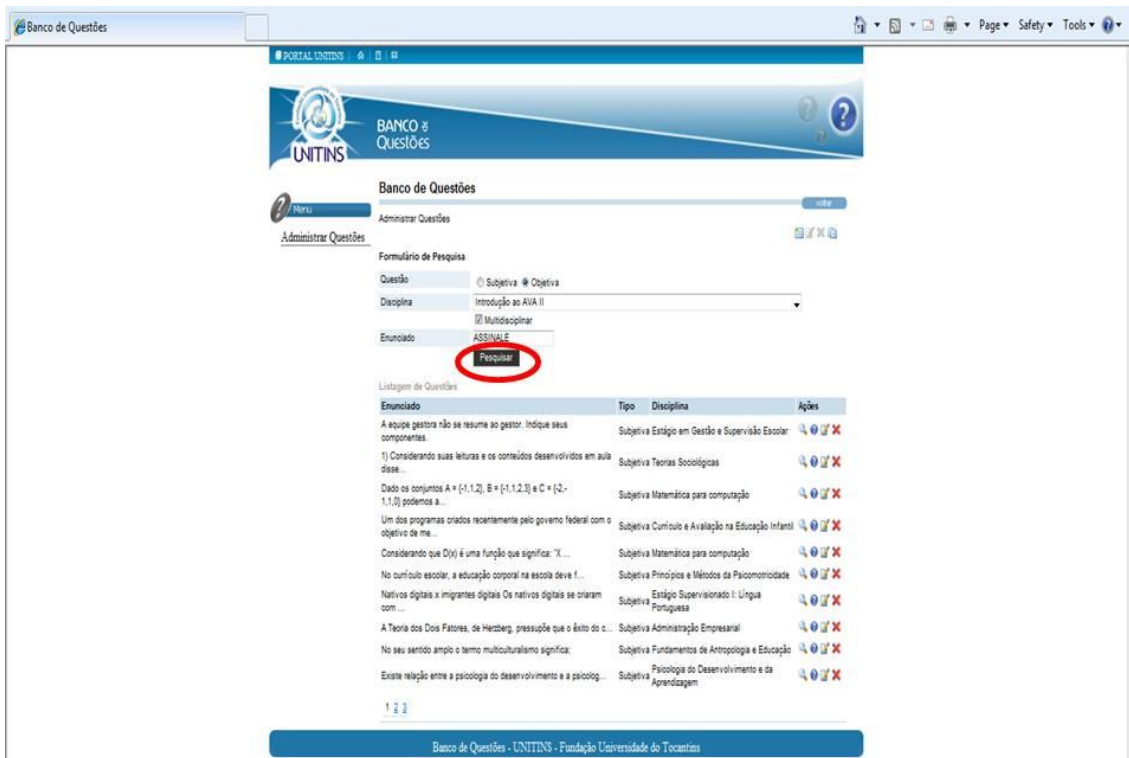 Banco de Questões
Page Safety Tools
PORTAL UNITINS
UNITINS
BANCO de
QUestões
Menu
Administrar Questões
Banco de Questões
voltar
Administrar Questões
Formulário de Pesquisa
Questão Subjetiva Objetiva
Disciplina Introdução ao AVA II
Multidisciplinar
Enunciado ASSINALE
Pesquisar
Listagem de Questões
Enunciado Tipo Disciplina Ações
A equipe gestora não se resume ao gestor. Indique seus
componentes. Subjetiva Estágio em Gestão e Supervisão Escolar
1) Considerando suas leituras e os conteúdos desenvolvidos em aula
disse... Subjetiva Teorias Sociológicas
Dado os conjuntos A = {-1,1,2}, B = {-1,1,2,3} e C = {-2,-
1,1,0} podemos a... Subjetiva Matemática para computação
Um dos programas criados recentemente pelo governo federal com o
objetivo de me... Subjetiva Currículo e Avaliação na Educação Infantil
Considerando que D(x) é uma função que significa: "X ... Subjetiva Matemática para computação
No currículo escolar, a educação corporal na escola deve f... Subjetiva Princípios e Métodos da Psicomotricidade
Nativos digitais x imigrantes digitais Os nativos digitais se criaram
com ... Subjetiva Estágio Supervisionado I: Língua
Portuguesa
A Teoria dos Dois Fatores, de Herzberg, pressupõe que o êxito do c... Subjetiva Administração Empresarial
No seu sentido amplo o termo multiculturalismo significa: Subjetiva Fundamentos de Antropologia e Educação
Existe relação entre a psicologia do desenvolvimento e a psicolog... Subjetiva Psicologia do Desenvolvimento e da
Aprendizagem
1 2 3
Banco de Questões - UNITINS - Fundação Universidade do Tocantins